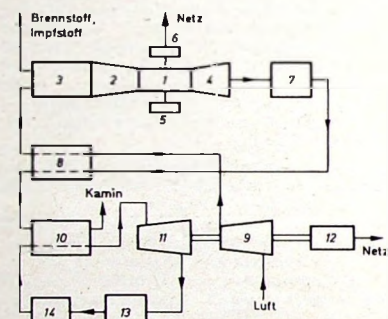 Brennstoff,
Impfstoff
Netz
6
3 2 1 4 7
5
8
Kamin
10 11 9 12
Netz
Luft
14 13